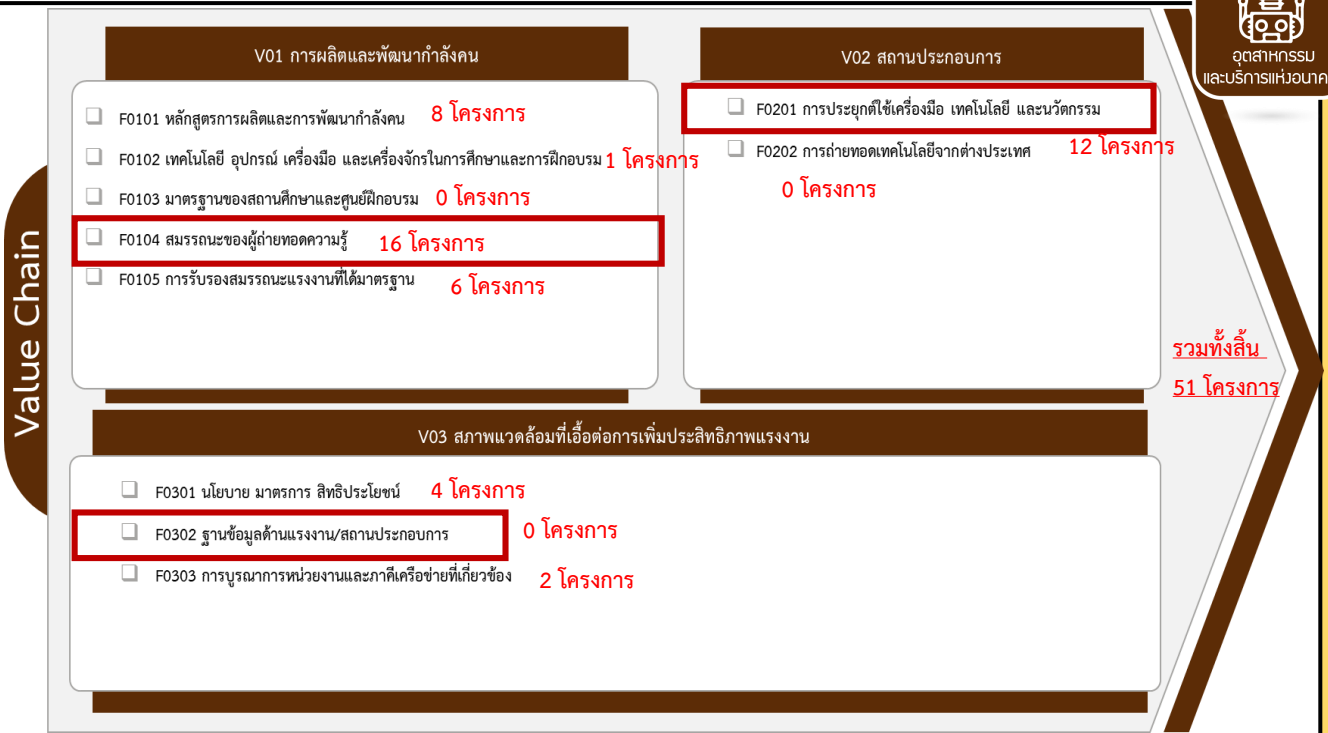 อุตสาหกรรม
และบริการแห่งอนาค
Value Chain
V01 การผลิตและพัฒนากำลังคน
F0101 หลักสูตรการผลิตและการพัฒนากำลังคน 8 โครงการ
F0102 เทคโนโลยี อุปกรณ์ เครื่องมือ และเครื่องจักรในการศึกษาและการฝึกอบรม 1 โครงการ
F0103 มาตรฐานของสถานศึกษาและศูนย์ฝึกอบรม 0 โครงการ
F0104 สมรรถนะของผู้ถ่ายทอดความรู้ 16 โครงการ
F0105 การรับรองสมรรถนะแรงงานที่ได้มาตรฐาน 6 โครงการ
V02 สถานประกอบการ
F0201 การประยุกต์ใช้เครื่องมือ เทคโนโลยี และนวัตกรรม
F0202 การถ่ายทอดเทคโนโลยีจากต่างประเทศ 12 โครงการ
0 โครงการ
รวมทั้งสิ้น
51 โครงการ
V03 สภาพแวดล้อมที่เอื้อต่อการเพิ่มประสิทธิภาพแรงงาน
F0301 นโยบาย มาตรการ สิทธิประโยชน์ 4 โครงการ
F0302 ฐานข้อมูลด้านแรงงาน/สถานประกอบการ 0 โครงการ
F0303 การบูรณาการหน่วยงานและภาคีเครือข่ายที่เกี่ยวข้อง 2 โครงการ